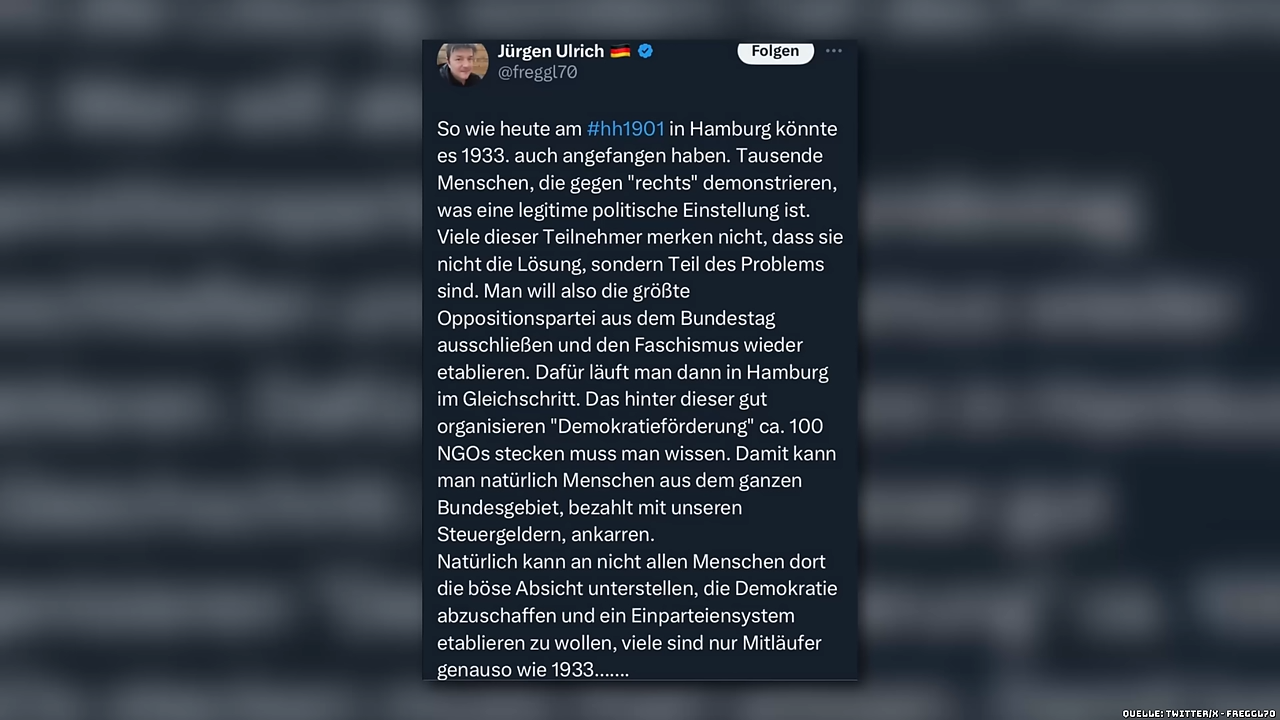 Jürgen Ulrich 🇩🇪
Folgen
@freggl70
So wie heute am #hh1901 in Hamburg könnte
es 1933. auch angefangen haben. Tausende
Menschen, die gegen "rechts" demonstrieren,
was eine legitime politische Einstellung ist.
Viele dieser Teilnehmer merken nicht, dass sie
nicht die Lösung, sondern Teil des Problems
sind. Man will also die größte
Oppositionspartei aus dem Bundestag
ausschließen und den Faschismus wieder
etablieren. Dafür läuft man dann in Hamburg
im Gleichschritt. Das hinter dieser gut
organisieren "Demokratieförderung" ca. 100
NGOs stecken muss man wissen. Damit kann
man natürlich Menschen aus dem ganzen
Bundesgebiet, bezahlt mit unseren
Steuergeldern, ankarren.
Natürlich kann an nicht allen Menschen dort
die böse Absicht unterstellen, die Demokratie
abzuschaffen und ein Einparteiensystem
etablieren zu wollen, viele sind nur Mitläufer
genauso wie 1933.......
QUELLE: TWITTER/X - FREGGL70